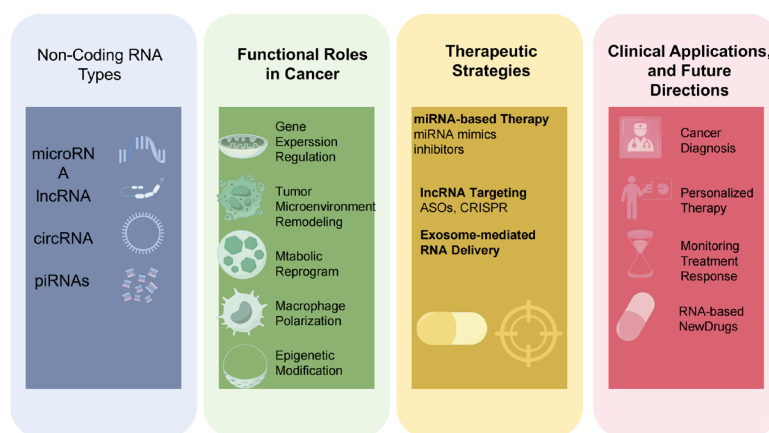 Non-Coding RNA
Types
microRN
A
lncRNA
circRNA
piRNAs
Functional Roles
in Cancer
Gene
Experssion
Regulation
Tumor
Microenvironment
Remodeling
Mtabolic
Reprogram
Macrophage
Polarization
Epigenetic
Modification
Therapeutic
Strategies
miRNA-based Therapy
miRNA mimics
inhibitors
lncRNA Targeting
ASOs, CRISPR
Exosome-mediated
RNA Delivery
Clinical Applications,
and Future
Directions
Cancer
Diagnosis
Personalized
Therapy
Monitoring
Treatment
Response
RNA-based
NewDrugs